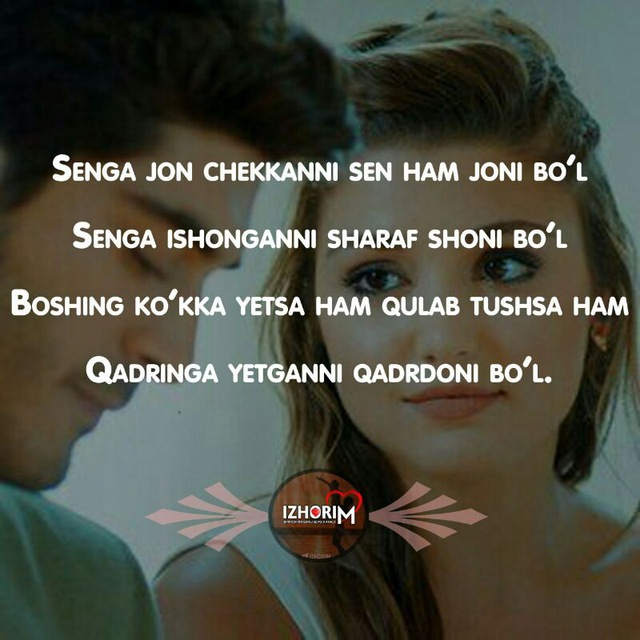 Senga jon chekkanni sen ham joni bo'l
Senga ishonganni sharaf shoni bo'l
Boshing ko'kka yetsa ham qulab tushsa ham
Qadringa yetganni qadrdoni bo'l.
IZHORIM